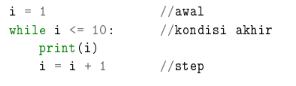 i = 1 //awal
while i <= 10: //kondisi akhir
    print(i)
    i = i + 1 //step